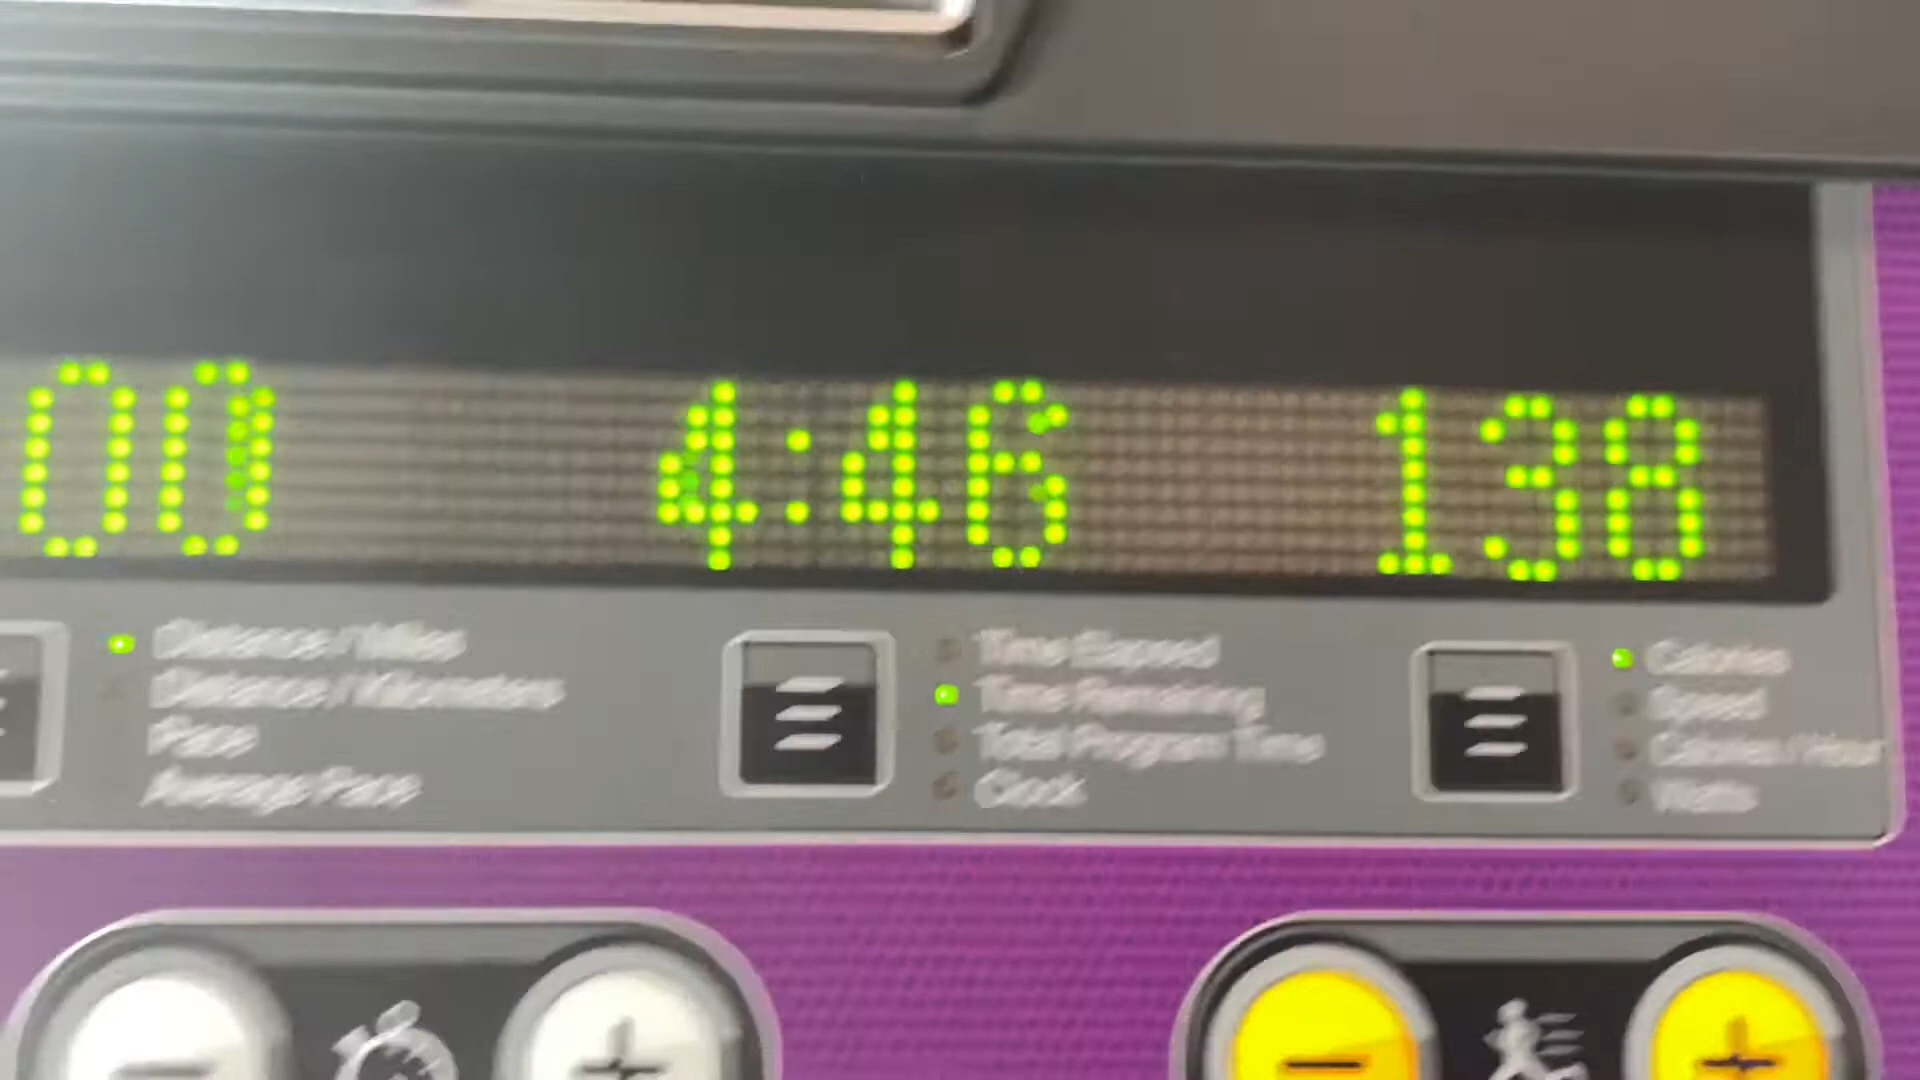 00 4:46 138
Distance / Miles
Distance / Kilometers
Pace
Average Pace
Time Elapsed
Time Remaining
Total Program Time
Clock
Calories
Speed
Calories / Hour
Watts